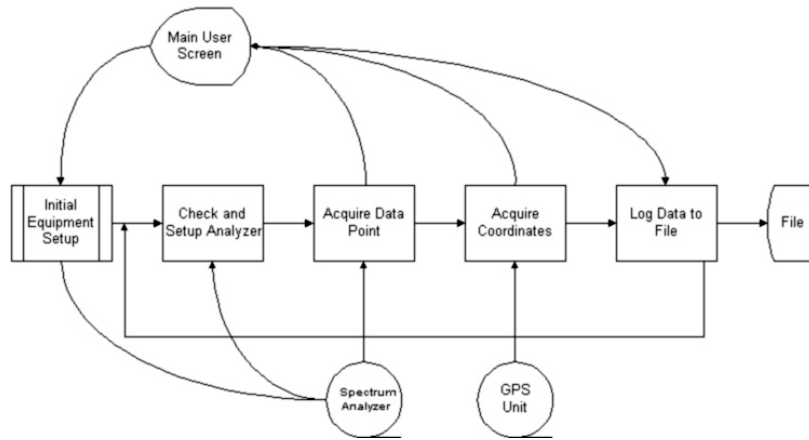 Main User
Screen
Initial
Equipment
Setup
Check and
Setup Analyzer
Acquire Data
Point
Acquire
Coordinates
Log Data to
File
File
Spectrum
Analyzer
GPS
Unit